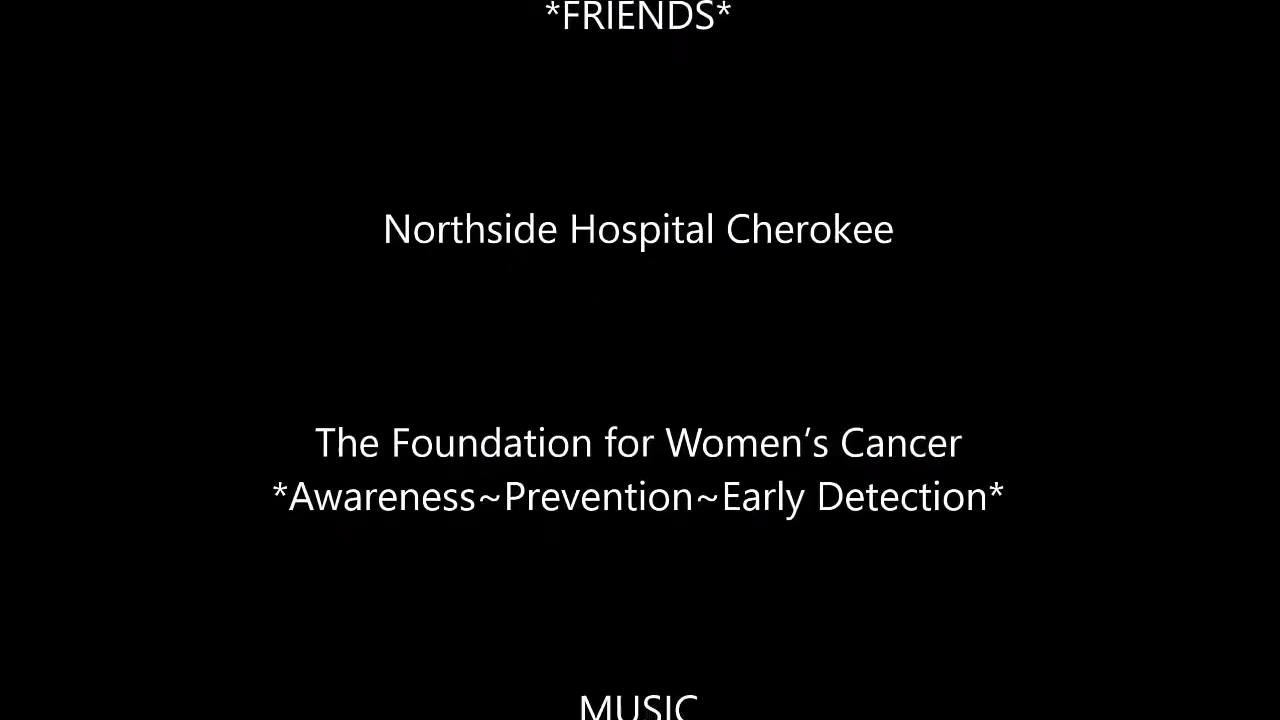 *FRIENDS*
Northside Hospital Cherokee
The Foundation for Women’s Cancer
*Awareness~Prevention~Early Detection*
MUSIC